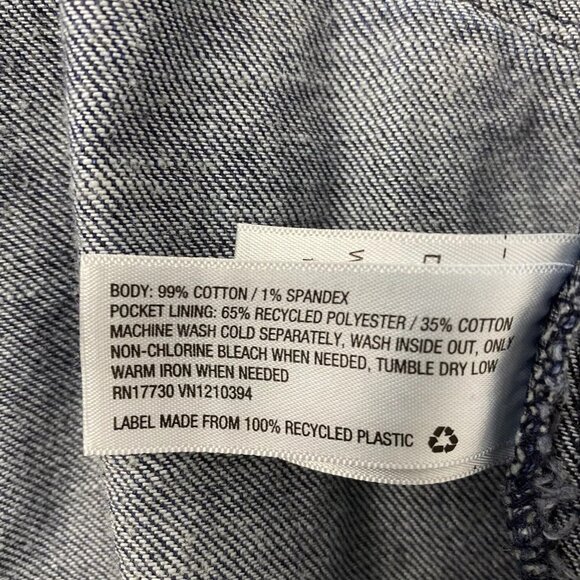 BODY: 99% COTTON / 1% SPANDEX
POCKET LINING: 65% RECYCLED POLYESTER / 35% COTTON
MACHINE WASH COLD SEPARATELY, WASH INSIDE OUT, ONLY
NON-CHLORINE BLEACH WHEN NEEDED, TUMBLE DRY LOW
WARM IRON WHEN NEEDED
RN17730 VN1210394
LABEL MADE FROM 100% RECYCLED PLASTIC